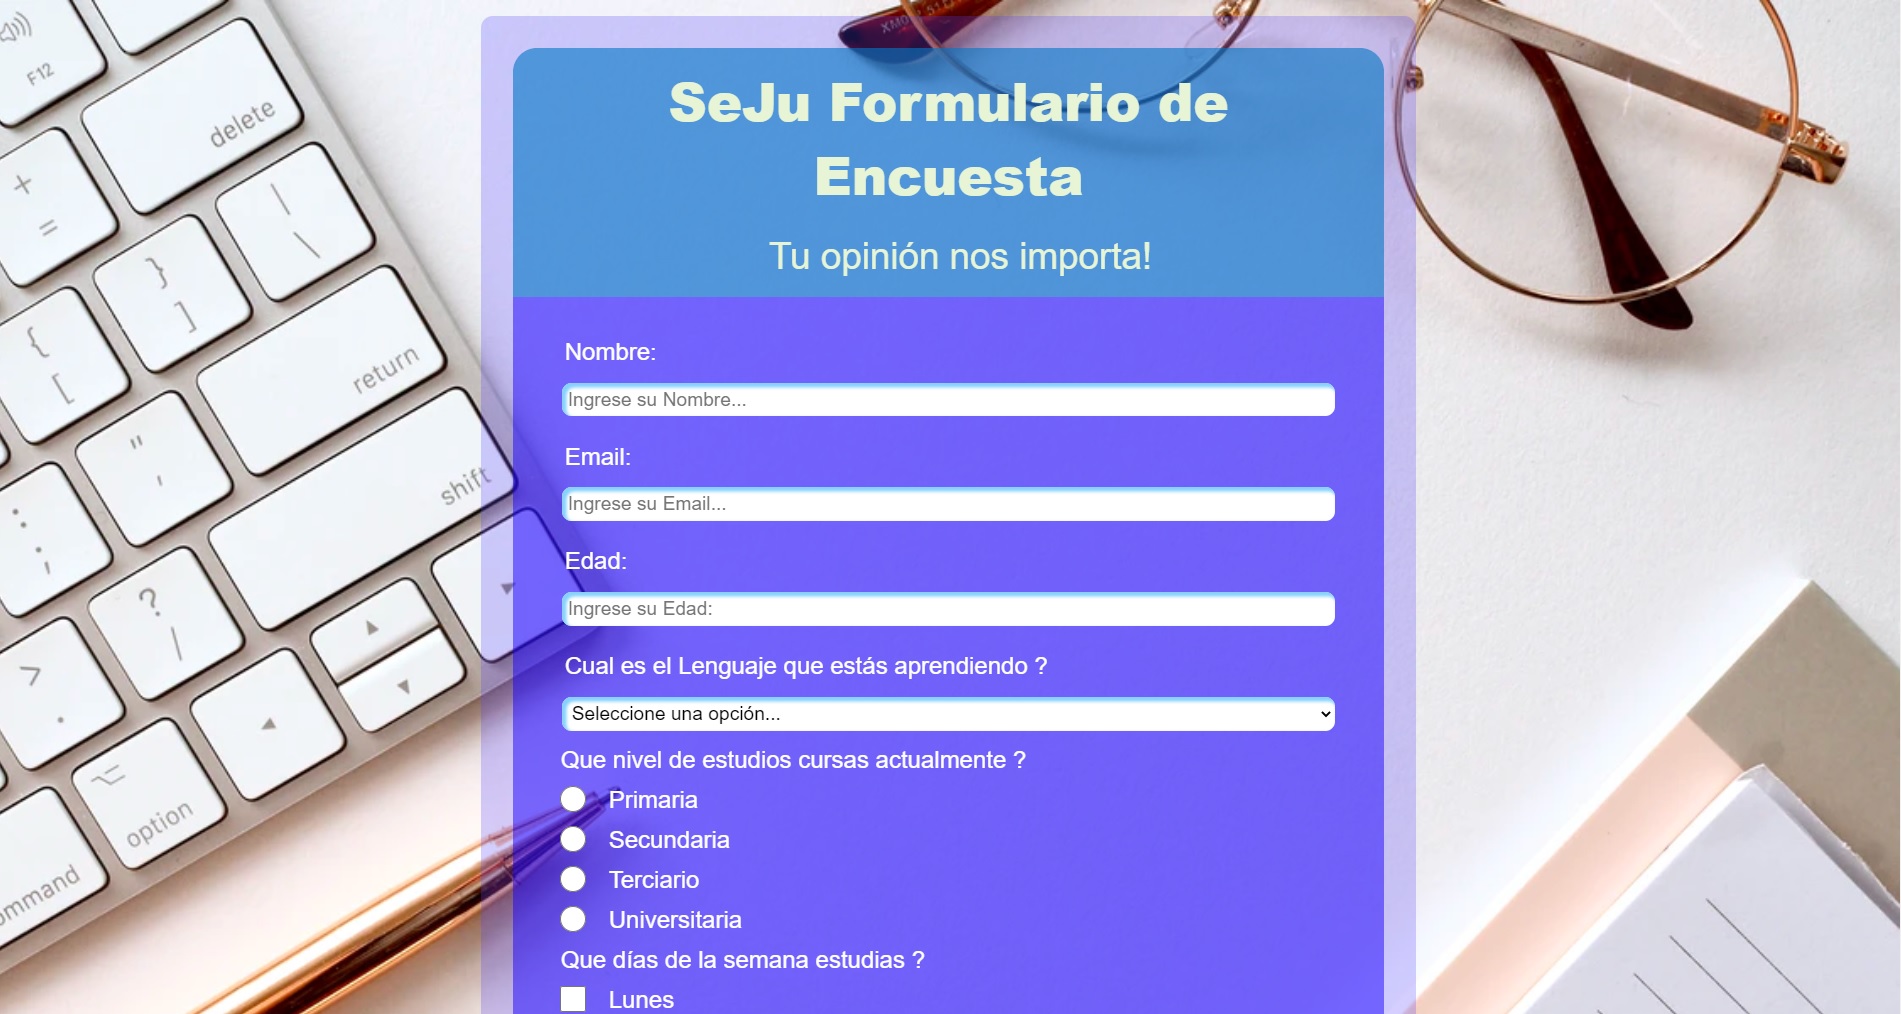 F12
delete
+
=
|
\
}
]
{
[
return
"
,
shift
:
;
?
/
>
.
option
ommand
SeJu Formulario de
Encuesta
Tu opinión nos importa!
Nombre:
Ingrese su Nombre...
Email:
Ingrese su Email...
Edad:
Ingrese su Edad:
Cual es el Lenguaje que estás aprendiendo ?
Seleccione una opción...
Que nivel de estudios cursas actualmente ?
Primaria
Secundaria
Terciario
Universitaria
Que días de la semana estudias ?
Lunes